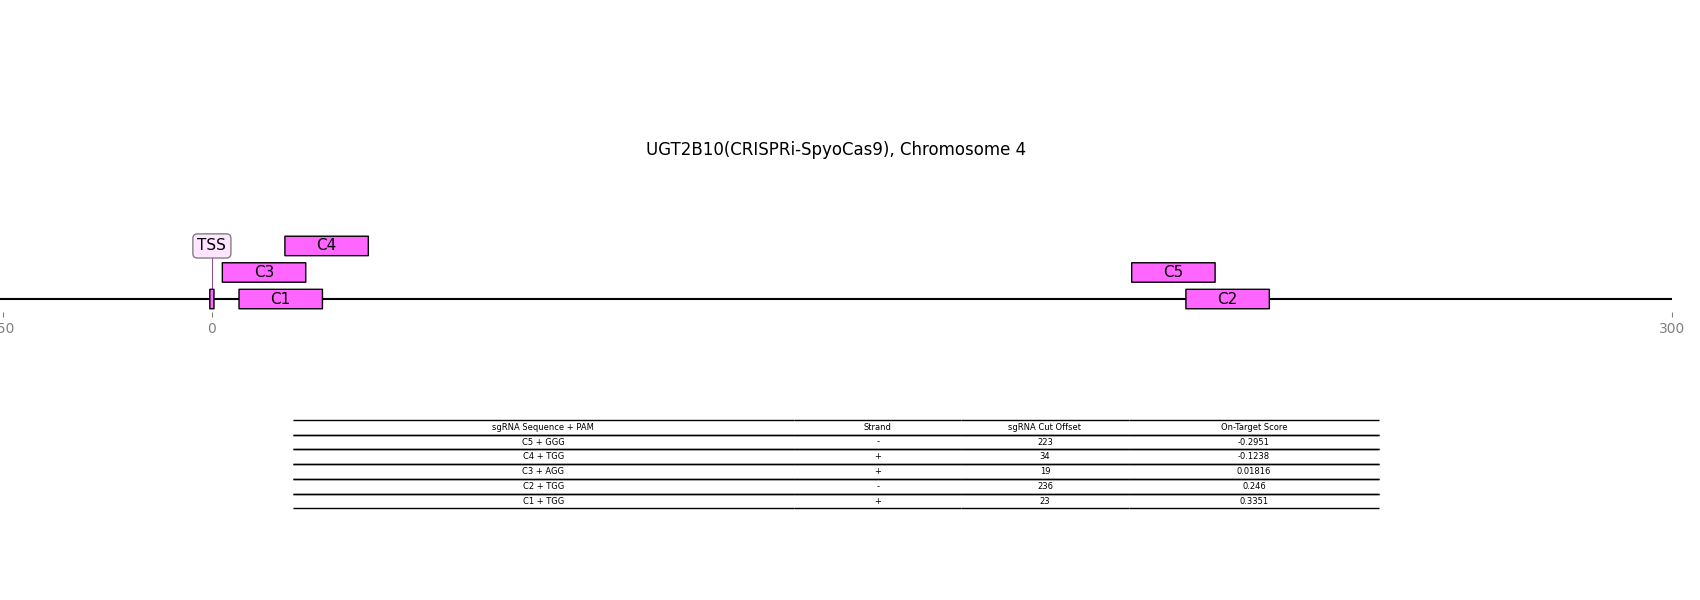 UGT2B10(CRISPRi-SpyoCas9), Chromosome 4
TSS C4
C3 C5
C1 C2
50 0 300
sgRNA Sequence + PAM Strand sgRNA Cut Offset On-Target Score
C5 + GGG - 223 -0.2951
C4 + TGG + 34 -0.1238
C3 + AGG + 19 0.01816
C2 + TGG - 236 0.246
C1 + TGG + 23 0.3351